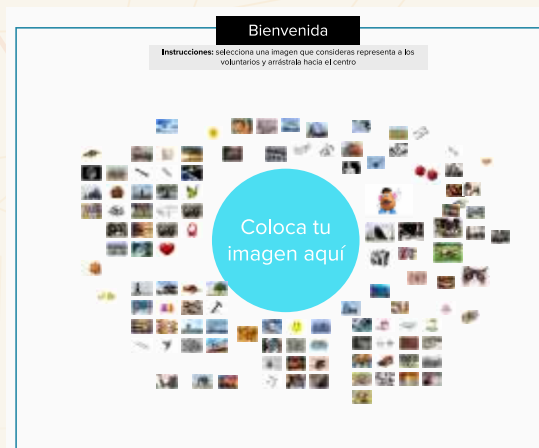 Bienvenida
Instrucciones: selecciona una imagen que consideras representa a los
voluntarios y arrástrala hacia el centro
Coloca tu
imagen aquí